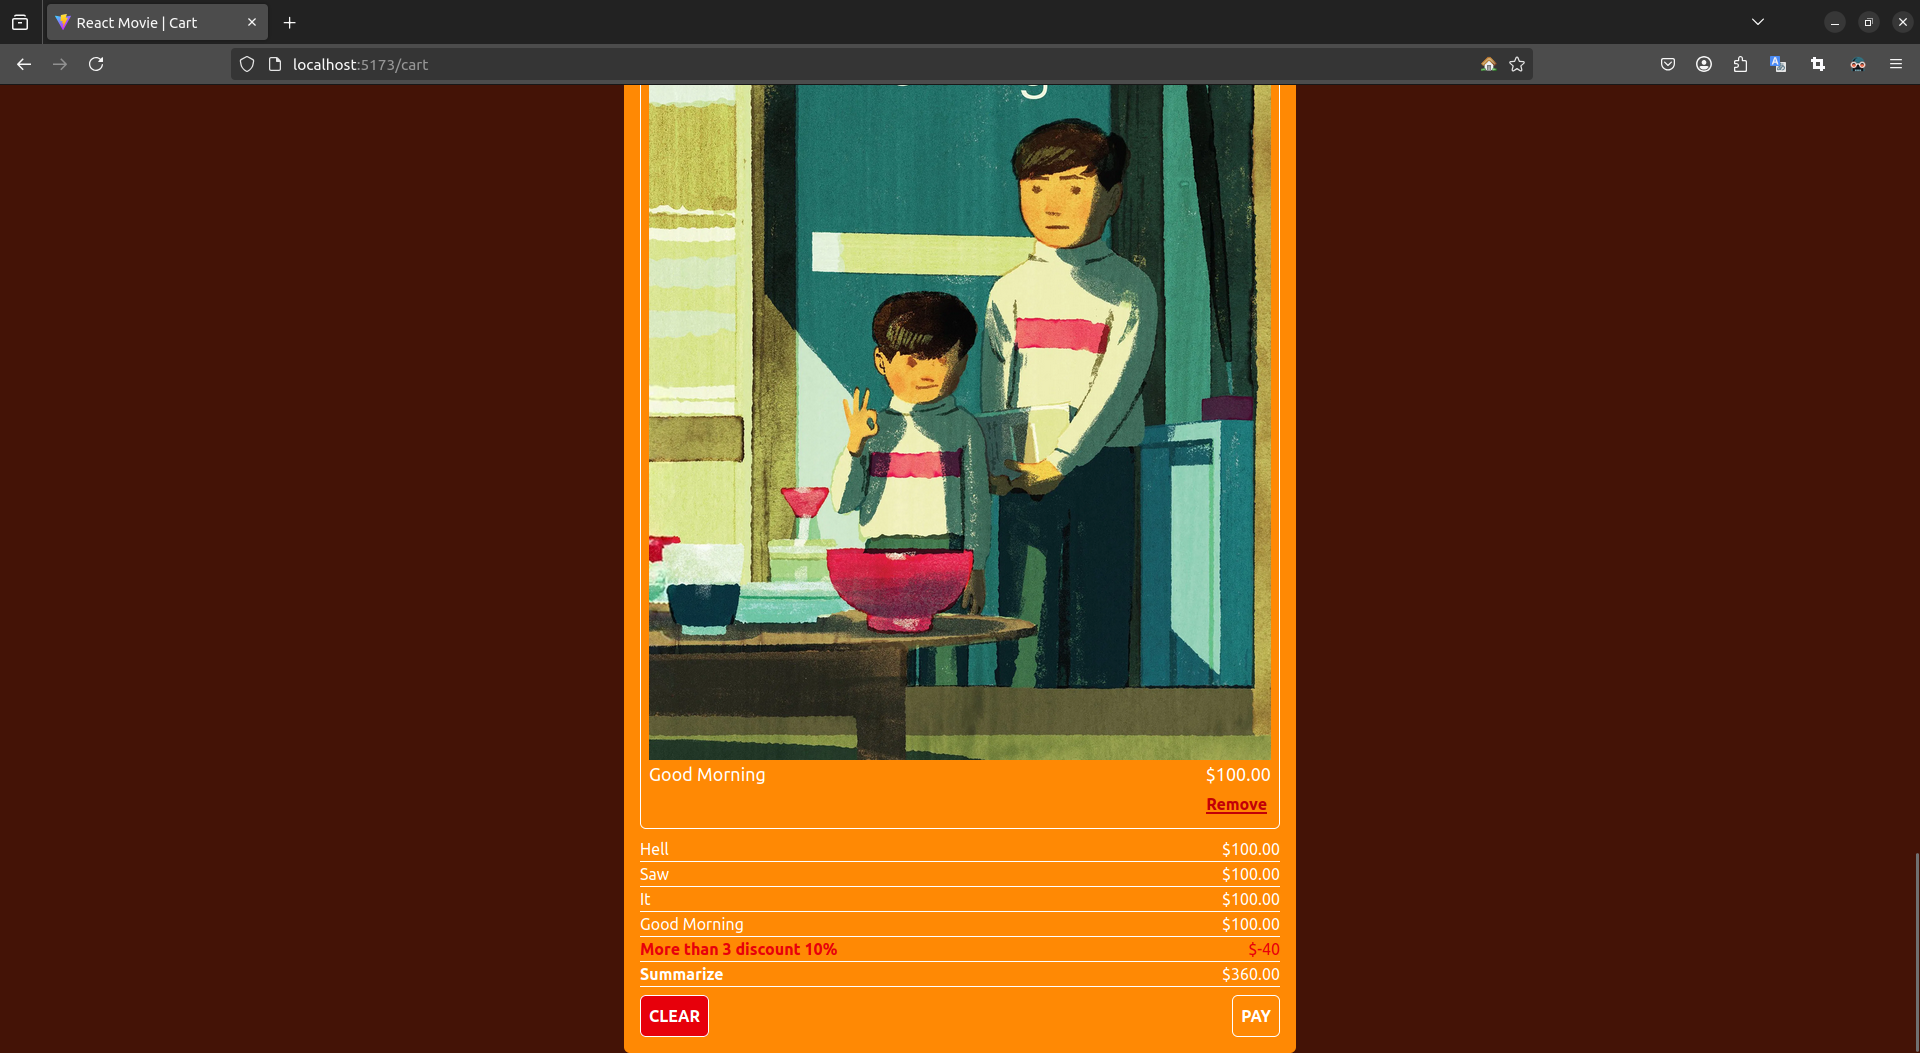 React Movie | Cart
localhost:5173/cart
Good Morning $100.00
Remove
Hell $100.00
Saw $100.00
It $100.00
Good Morning $100.00
More than 3 discount 10% $-40
Summarize $360.00
CLEAR PAY